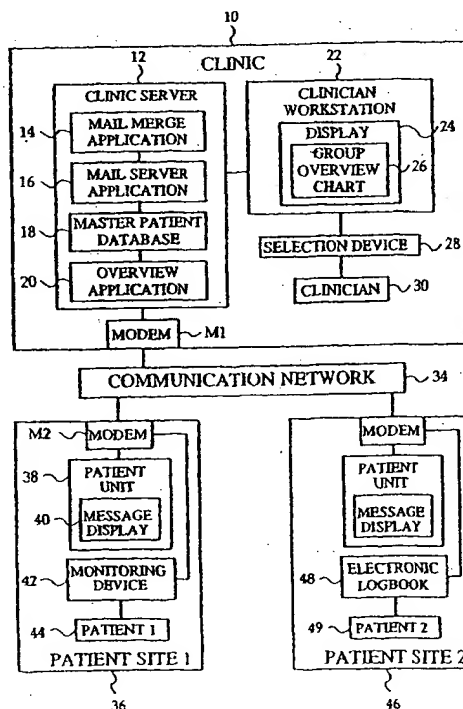 10
12
CLINIC
22
CLINIC SERVER
14
MAIL MERGE
APPLICATION
16
MAIL SERVER
APPLICATION
18
MASTER PATIENT
DATABASE
20
OVERVIEW
APPLICATION
CLINICIAN
WORKSTATION
DISPLAY
24
GROUP
OVERVIEW
CHART
26
SELECTION DEVICE
28
CLINICIAN
30
MODEM
M1
COMMUNICATION NETWORK
34
M2
MODEM
38
PATIENT
UNIT
40
MESSAGE
DISPLAY
42
MONITORING
DEVICE
44
PATIENT 1
PATIENT SITE 1
36
MODEM
PATIENT
UNIT
MESSAGE
DISPLAY
48
ELECTRONIC
LOGBOOK
49
PATIENT 2
PATIENT SITE 2
46